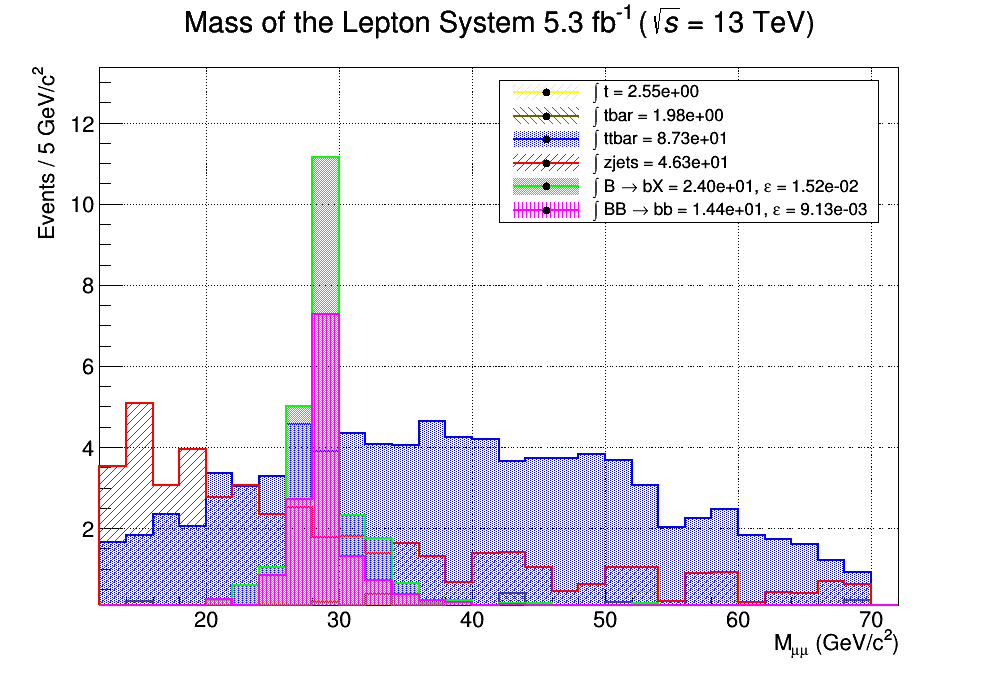 Mass of the Lepton System 5.3 fb⁻¹ (√s = 13 TeV)
Events / 5 GeV/c²
12
10
8
6
4
2
20 30 40 50 60 70
M_μμ (GeV/c²)
∫ t = 2.55e+00
∫ tbar = 1.98e+00
∫ ttbar = 8.73e+01
∫ zjets = 4.63e+01
∫ B → bX = 2.40e+01, ε = 1.52e-02
∫ BB → bb = 1.44e+01, ε = 9.13e-03